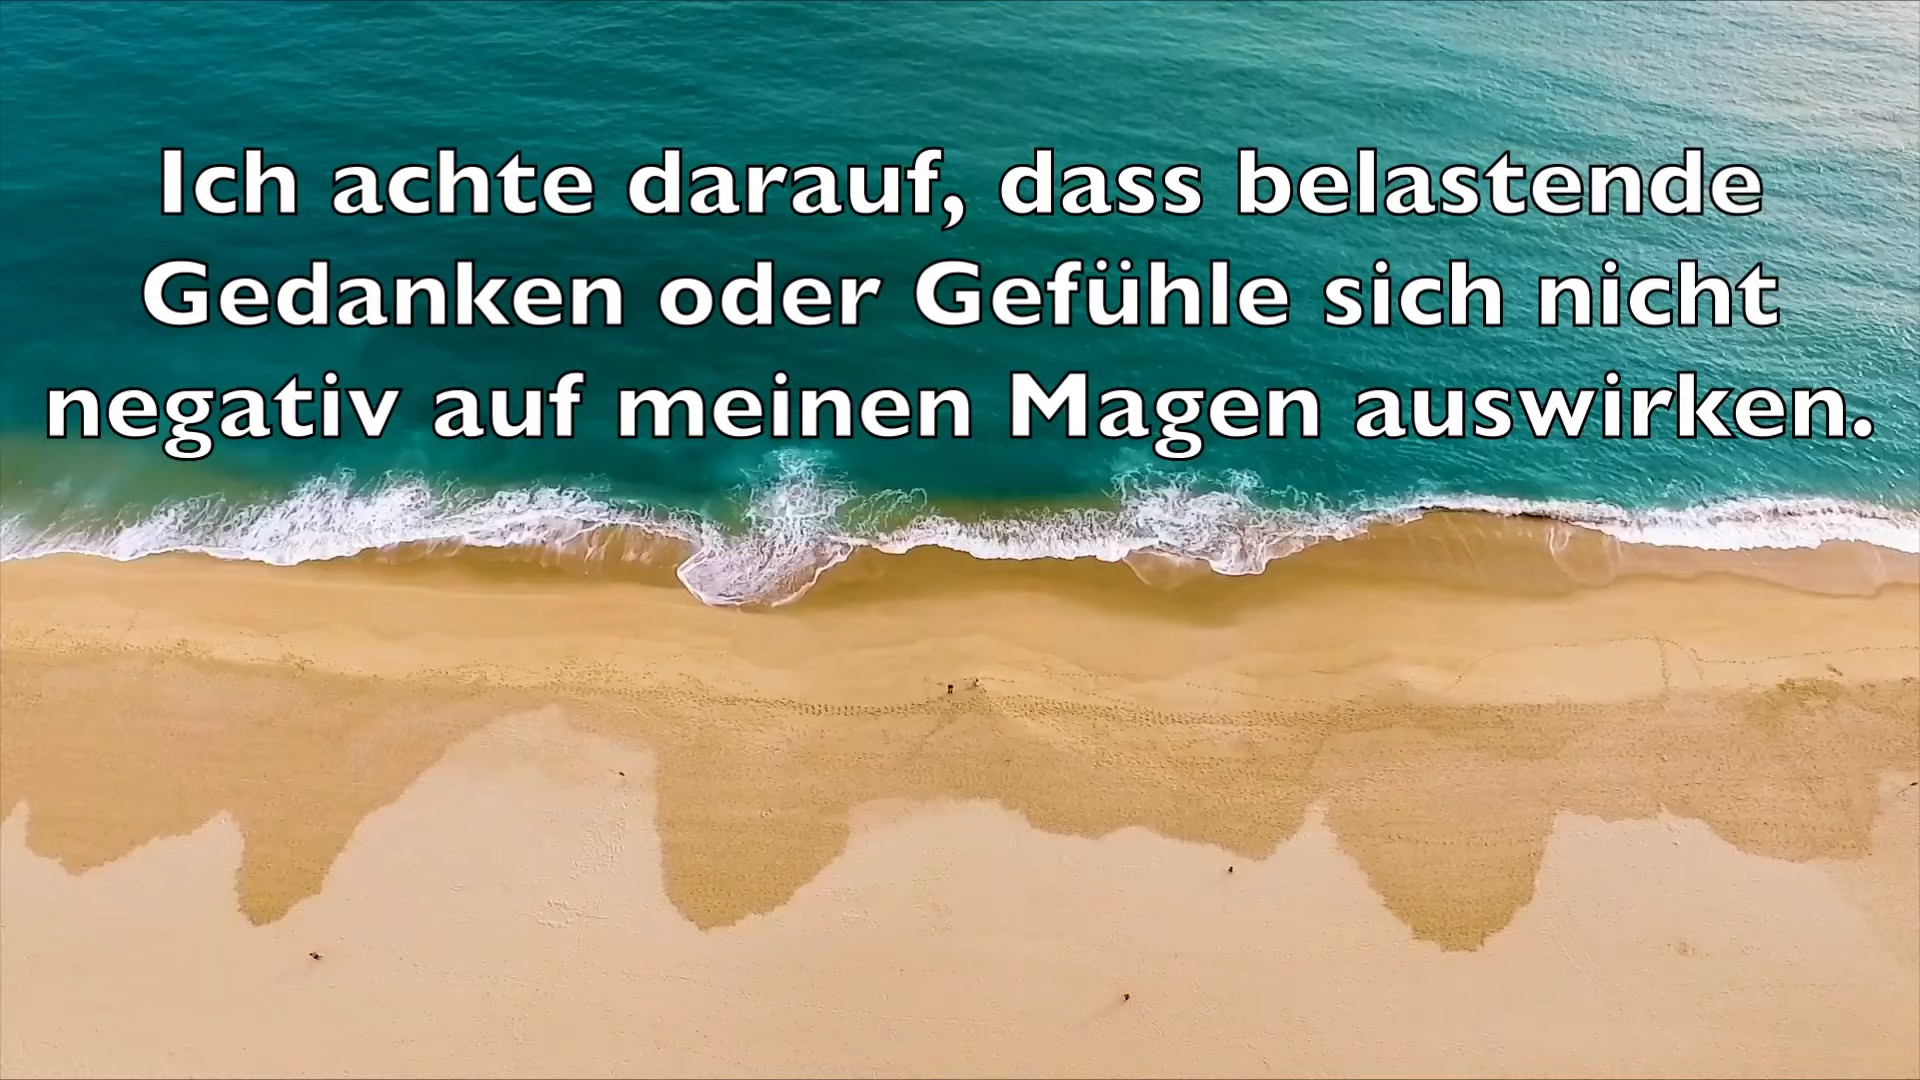 Ich achte darauf, dass belastende
Gedanken oder Gefühle sich nicht
negativ auf meinen Magen auswirken.